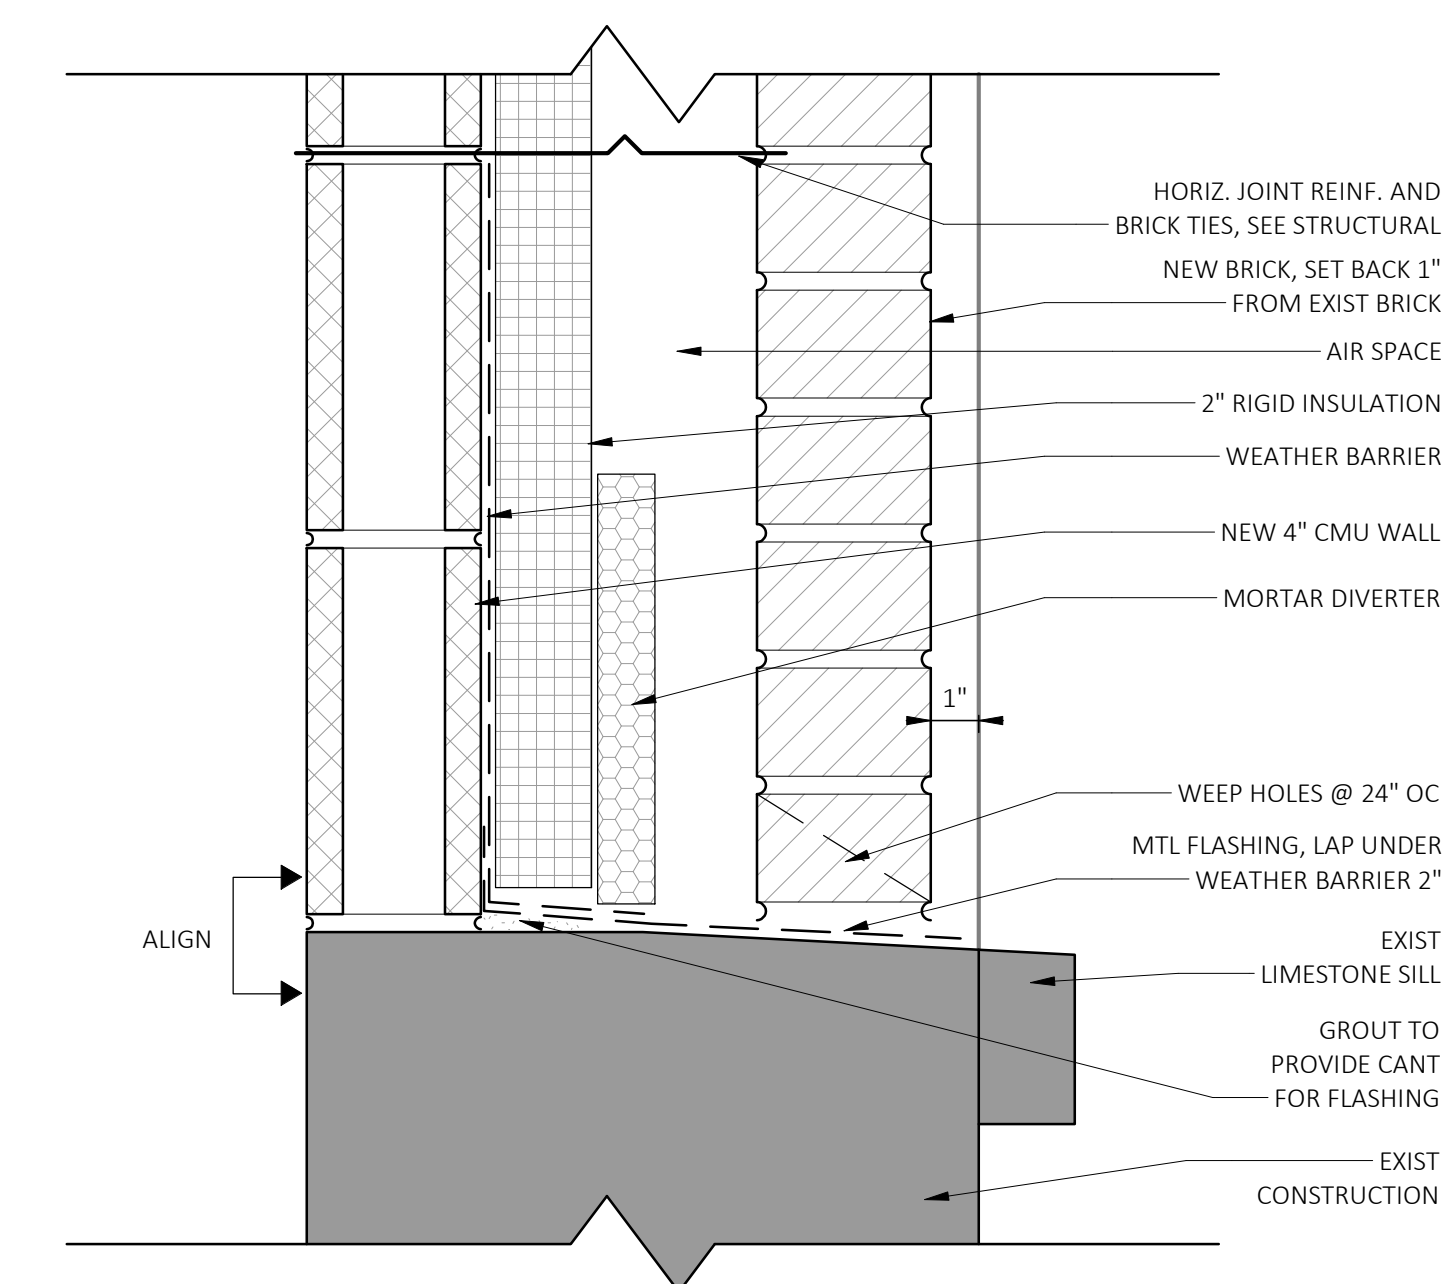 HORIZ. JOINT REINF. AND
BRICK TIES, SEE STRUCTURAL
NEW BRICK, SET BACK 1"
FROM EXIST BRICK
AIR SPACE
2" RIGID INSULATION
WEATHER BARRIER
NEW 4" CMU WALL
MORTAR DIVERTER
1"
WEEP HOLES @ 24" OC
MTL FLASHING, LAP UNDER
WEATHER BARRIER 2"
ALIGN
EXIST
LIMESTONE SILL
GROUT TO
PROVIDE CANT
FOR FLASHING
EXIST
CONSTRUCTION